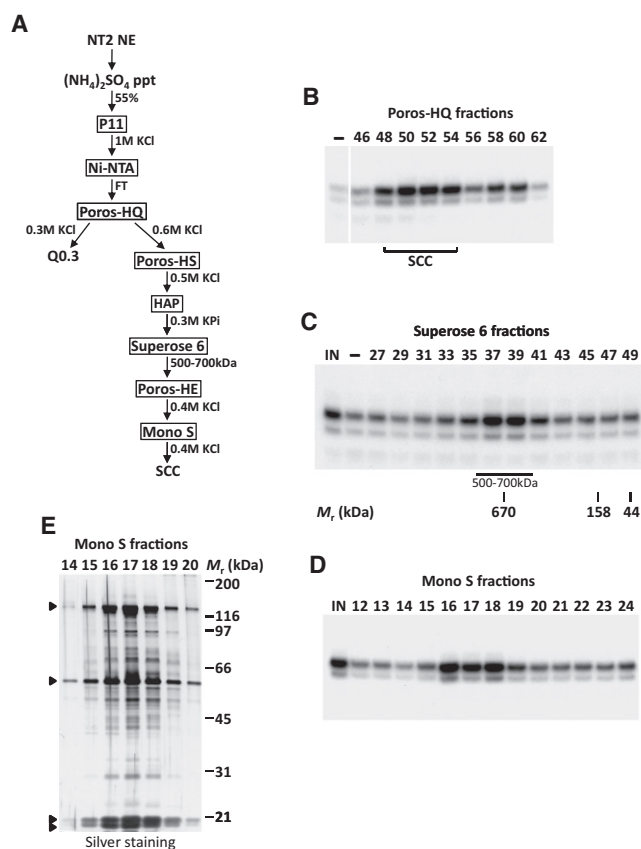 A
NT2 NE
(NH4)2SO4 ppt
55%
P11
1M KCl
Ni-NTA
FT
Poros-HQ
0.3M KCl
0.6M KCl
Q0.3
Poros-HS
0.5M KCl
HAP
0.3M KPi
Superose 6
500-700kDa
Poros-HE
0.4M KCl
Mono S
0.4M KCl
SCC
B
Poros-HQ fractions
– 46 48 50 52 54 56 58 60 62
SCC
C
Superose 6 fractions
IN – 27 29 31 33 35 37 39 41 43 45 47 49
500-700kDa
Mr (kDa)
670 158 44
D
Mono S fractions
IN 12 13 14 15 16 17 18 19 20 21 22 23 24
E
Mono S fractions
14 15 16 17 18 19 20 Mr (kDa)
200
116
97
66
45
31
21
Silver staining